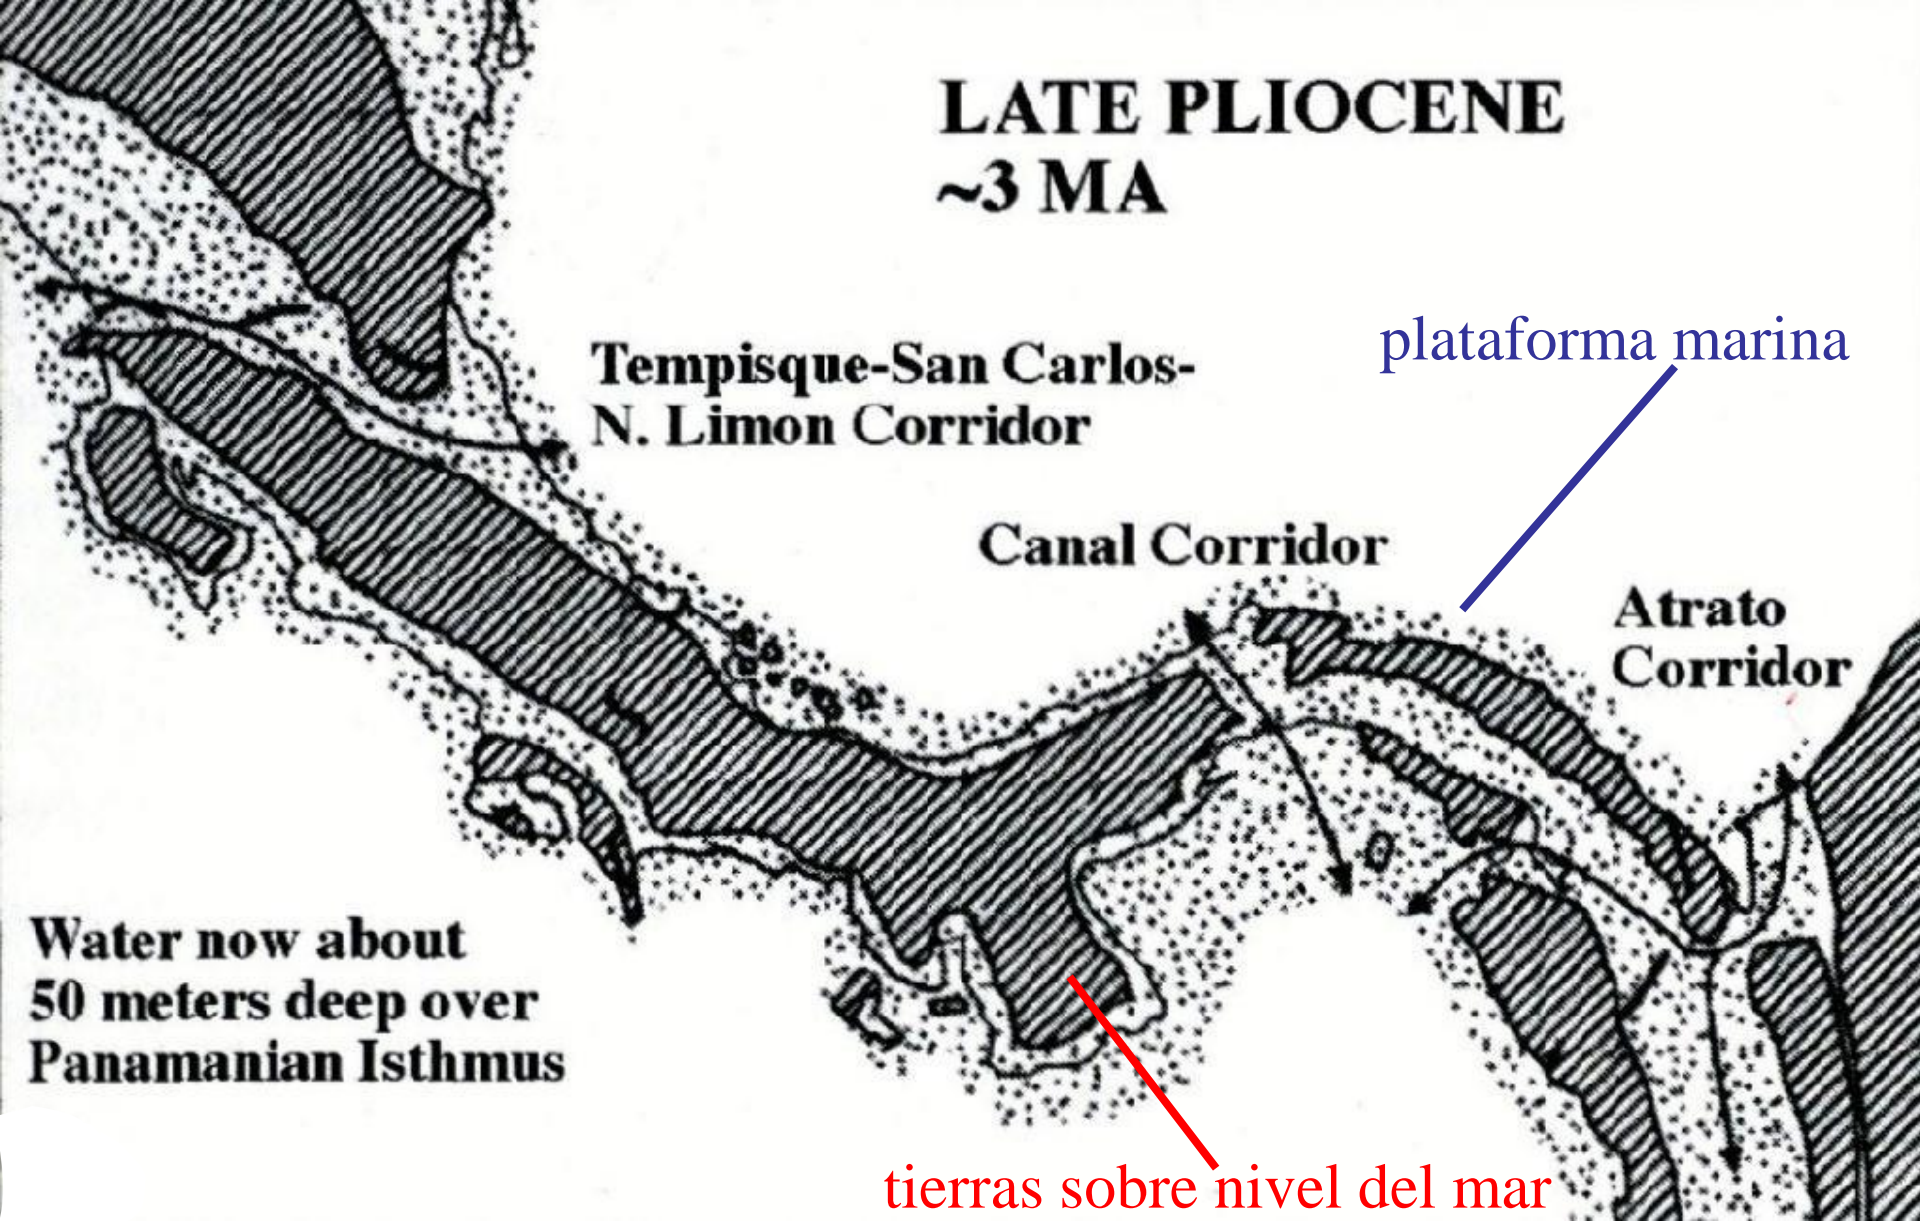 LATE PLIOCENE
~3 MA
plataforma marina
Tempisque-San Carlos-
N. Limon Corridor
Canal Corridor
Atrato
Corridor
Water now about
50 meters deep over
Panamanian Isthmus
tierras sobre nivel del mar